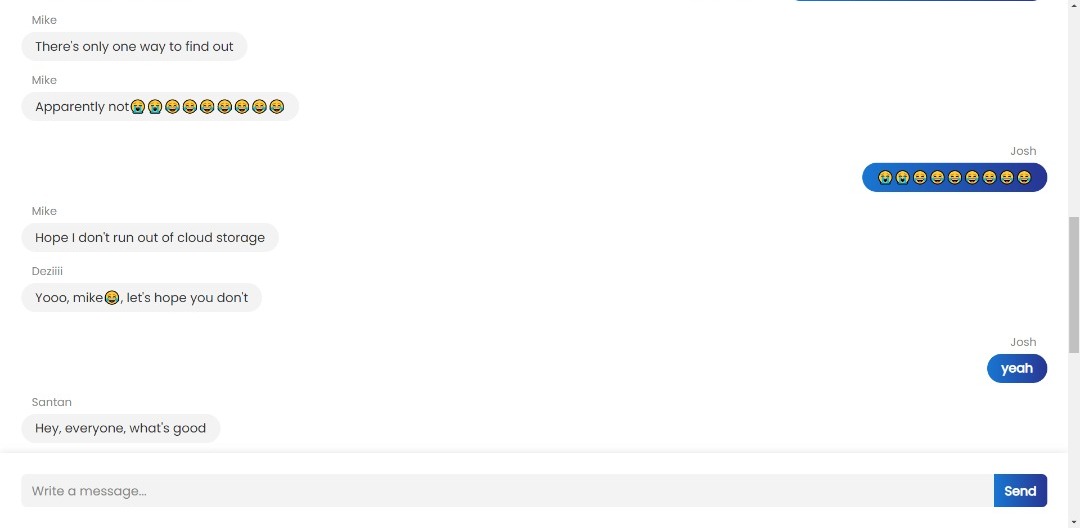 Mike
There's only one way to find out
Mike
Apparently not😭😭😂😂😂😂😂😂😂
Josh
😭😭😂😂😂😂😂😂😂
Mike
Hope I don't run out of cloud storage
Deziiii
Yooo, mike😂, let's hope you don't
Josh
yeah
Santan
Hey, everyone, what's good
Write a message...
Send